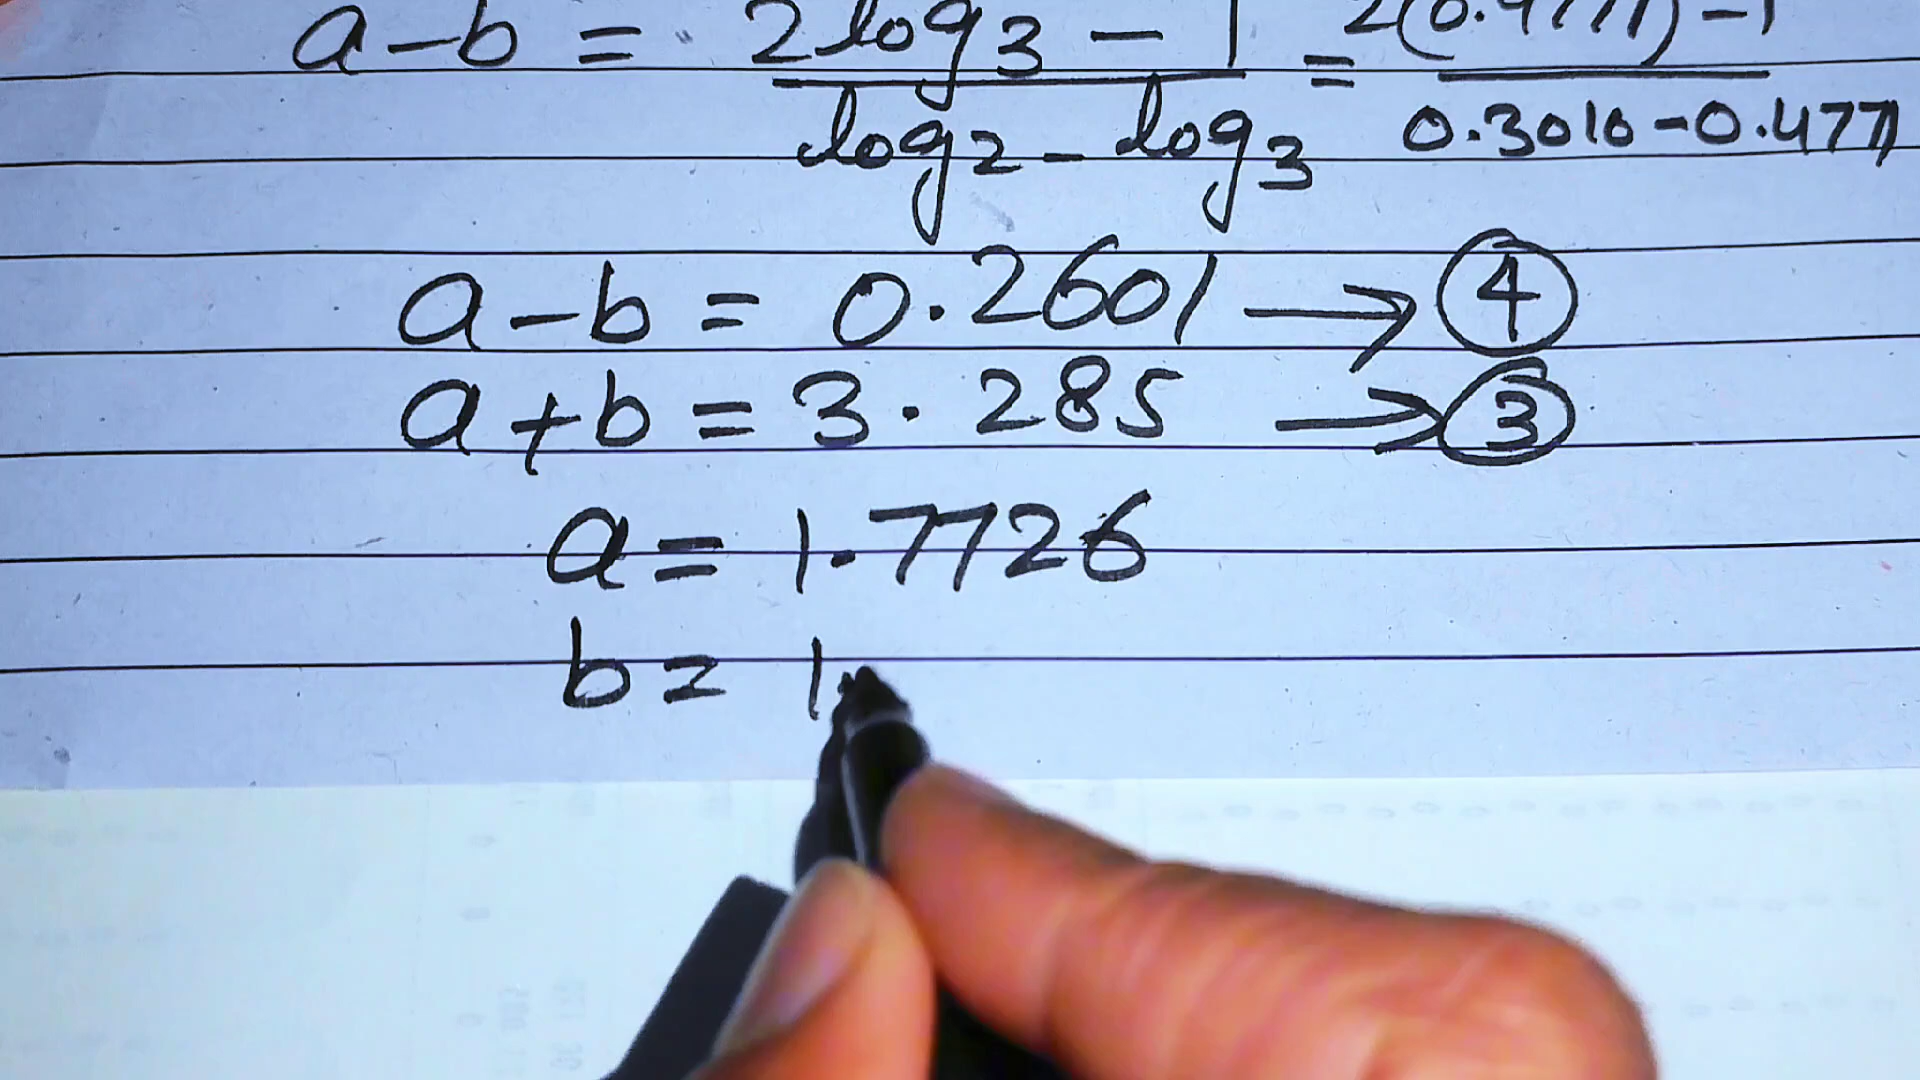 a-b = 2log3 - 1 / log2 - log3 = 2(0.4771) - 1 / 0.3010 - 0.4771
a-b = 0.2601 → ④
a+b = 3.285 → ③
a = 1.7726
b = 1.